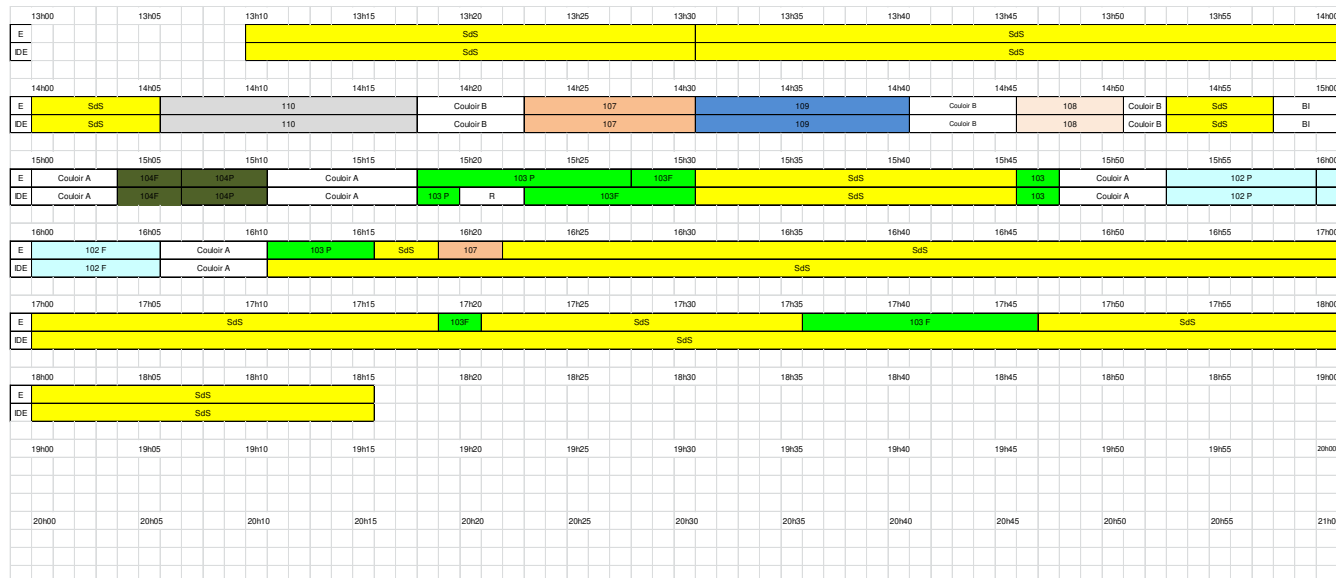 13h00 13h05 13h10 13h15 13h20 13h25 13h30 13h35 13h40 13h45 13h50 13h55 14h00
E SdS SdS
IDE SdS SdS
14h00 14h05 14h10 14h15 14h20 14h25 14h30 14h35 14h40 14h45 14h50 14h55 15h00
E SdS 110 Couloir B 107 109 Couloir B 108 Couloir B SdS BI
IDE SdS 110 Couloir B 107 109 Couloir B 108 Couloir B SdS BI
15h00 15h05 15h10 15h15 15h20 15h25 15h30 15h35 15h40 15h45 15h50 15h55 16h00
E Couloir A 104F 104P Couloir A 103 P 103F SdS 103 Couloir A 102 P
IDE Couloir A 104F 104P Couloir A 103 P R 103F SdS 103 Couloir A 102 P
16h00 16h05 16h10 16h15 16h20 16h25 16h30 16h35 16h40 16h45 16h50 16h55 17h00
E 102 F Couloir A 103 P SdS 107 SdS
IDE 102 F Couloir A SdS
17h00 17h05 17h10 17h15 17h20 17h25 17h30 17h35 17h40 17h45 17h50 17h55 18h00
E SdS 103F SdS 103 F SdS
IDE SdS
18h00 18h05 18h10 18h15 18h20 18h25 18h30 18h35 18h40 18h45 18h50 18h55 19h00
E SdS
IDE SdS
19h00 19h05 19h10 19h15 19h20 19h25 19h30 19h35 19h40 19h45 19h50 19h55 20h00
20h00 20h05 20h10 20h15 20h20 20h25 20h30 20h35 20h40 20h45 20h50 20h55 21h0